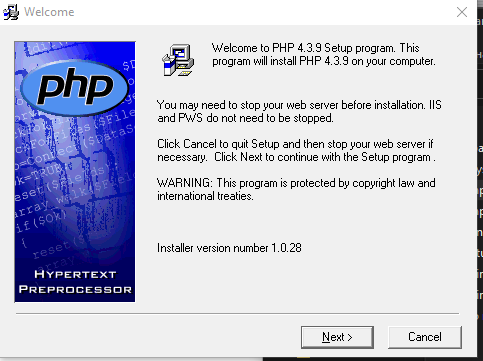 Welcome
Welcome to PHP 4.3.9 Setup program. This
program will install PHP 4.3.9 on your computer.
php
You may need to stop your web server before installation. IIS
and PWS do not need to be stopped.
Click Cancel to quit Setup and then stop your web server if
necessary. Click Next to continue with the Setup program .
WARNING: This program is protected by copyright law and
international treaties.
Installer version number 1.0.28
HYPERTEXT
PREPROCESSOR
Next >
Cancel